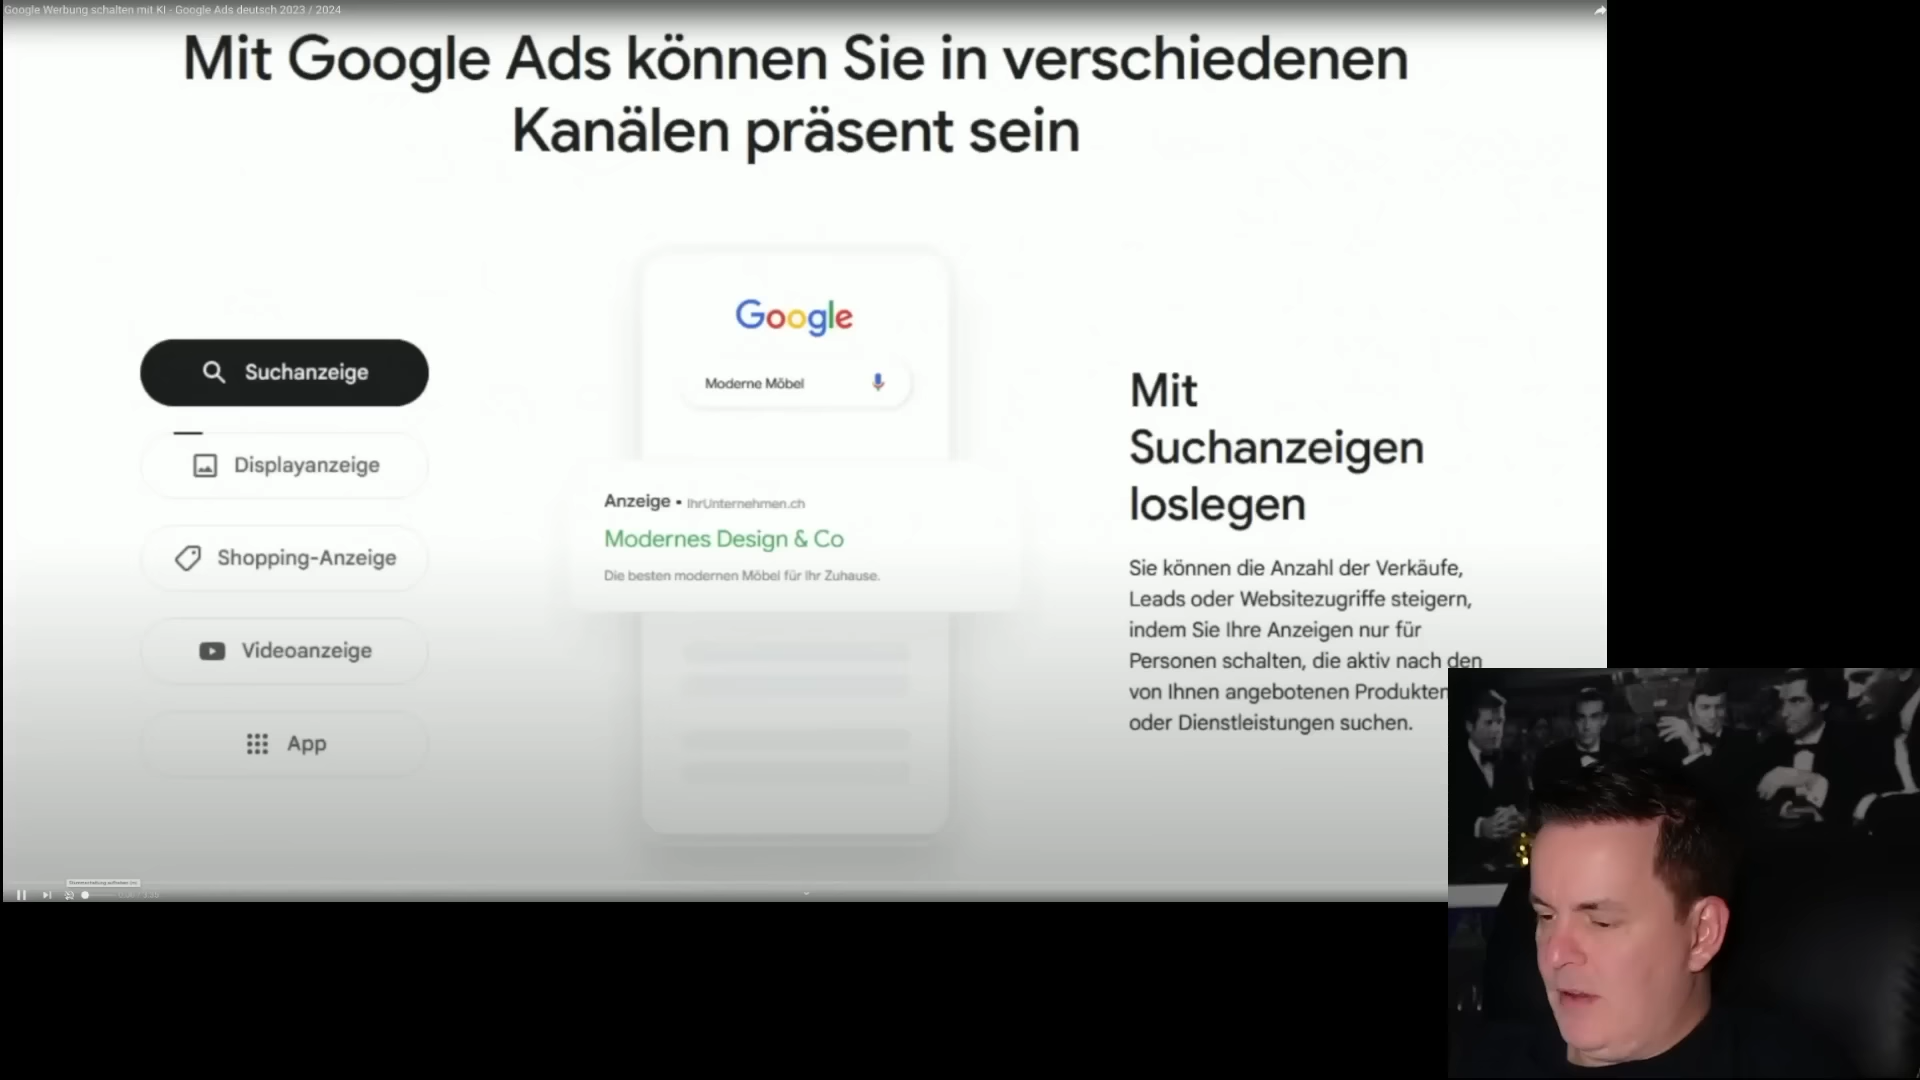 Google Werbung schalten mit KI - Google Ads deutsch 2023 / 2024
Mit Google Ads können Sie in verschiedenen
Kanälen präsent sein
Suchanzeige
Displayanzeige
Shopping-Anzeige
Videoanzeige
App
Google
Moderne Möbel
Anzeige • IhrUnternehmen.ch
Modernes Design & Co
Die besten modernen Möbel für Ihr Zuhause.
Mit
Suchanzeigen
loslegen
Sie können die Anzahl der Verkäufe,
Leads oder Websitezugriffe steigern,
indem Sie Ihre Anzeigen nur für
Personen schalten, die aktiv nach den
von Ihnen angebotenen Produkten
oder Dienstleistungen suchen.